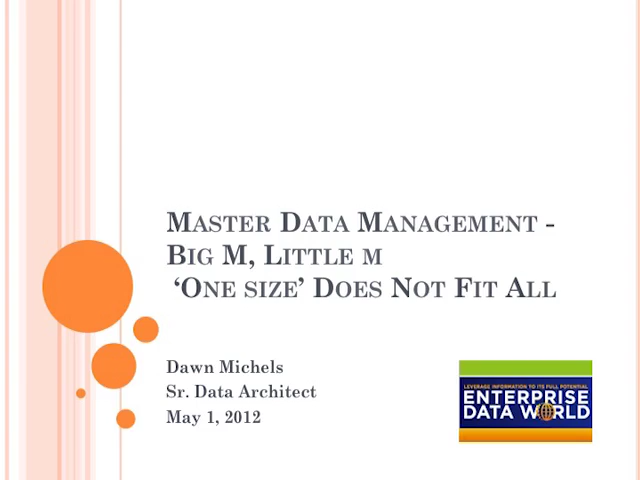 Master Data Management -
Big M, Little m
‘One size’ Does Not Fit All
Dawn Michels
Sr. Data Architect
May 1, 2012
LEVERAGE INFORMATION TO ITS FULL POTENTIAL
ENTERPRISE
DATA WORLD